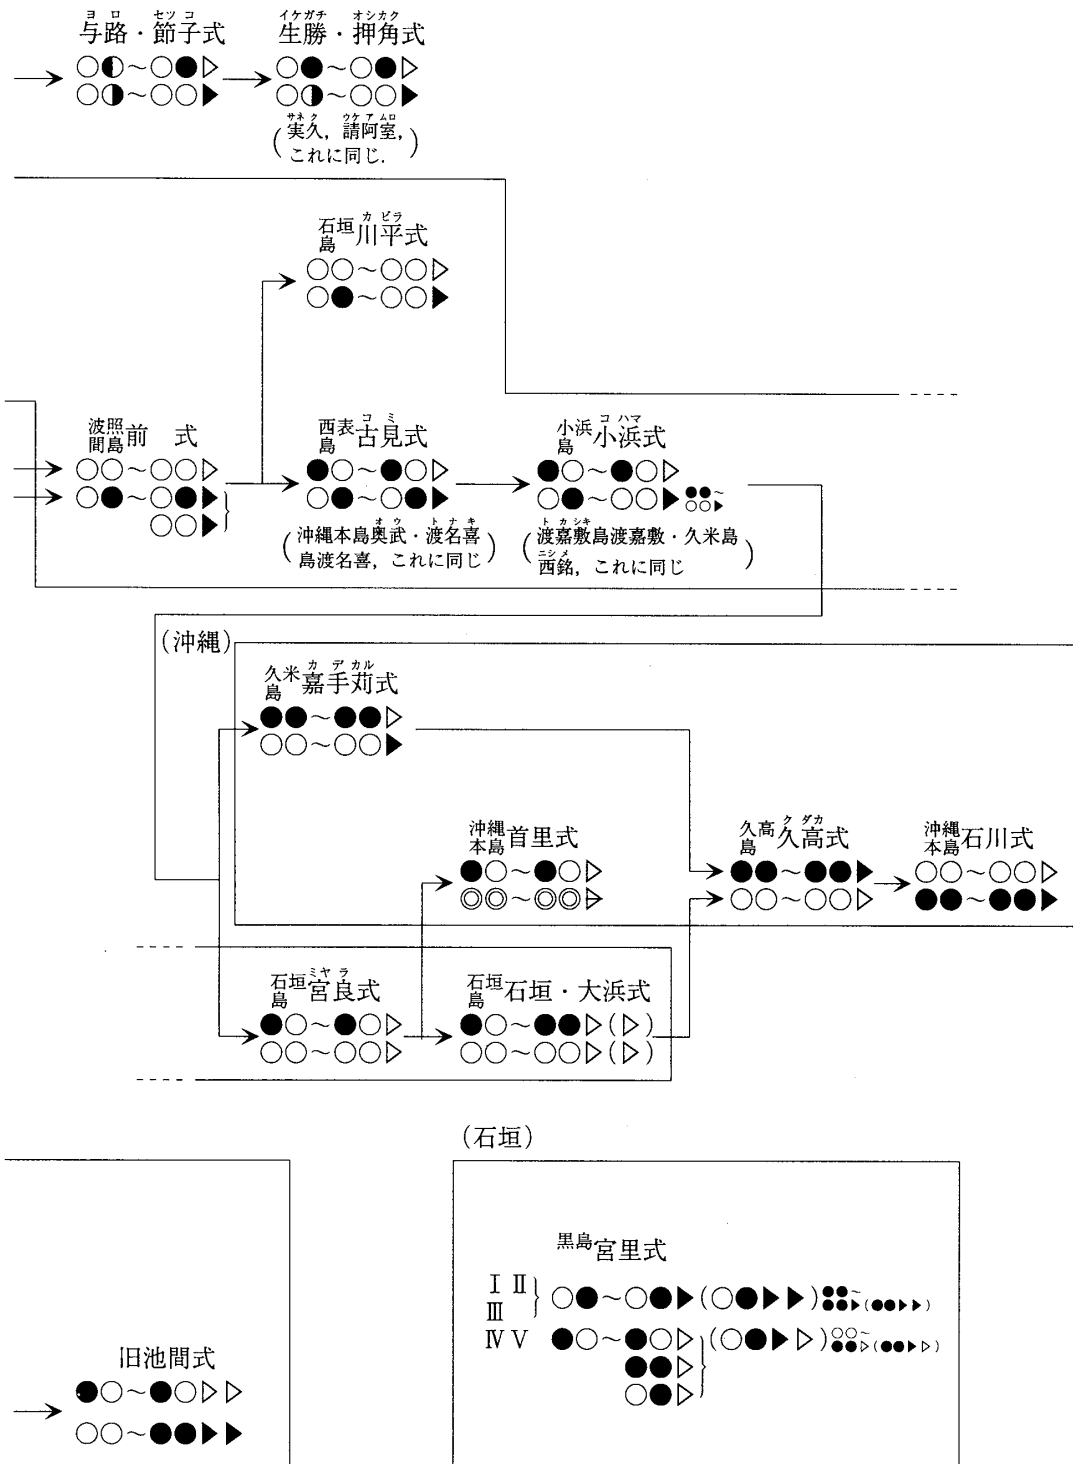 ヨロ セツコ
与路・節子式
○◐～○●▷
○◑～○○▶
イケガチ オシカク
生勝・押角式
○●～○●▷
○◑～○○▶
サネク ウケアムロ
(実久，請阿室，
これに同じ.)
カビラ
石垣島川平式
○○～○○▷
○●～○○▶
波照間島前 式
○○～○○▷
○●～○●▶
○○▶}
コミ
西表島古見式
●○～●○▷
○●～○●▶
オウ トナキ
(沖縄本島奥武・渡名喜
島渡名喜，これに同じ)
コハマ
小浜島小浜式
●○～●○▷
○●～○○▶ ●●～
○○▶
トカシキ
(渡嘉敷島渡嘉敷・久米島
ニシメ
西銘，これに同じ)
(沖縄)
カデカル
久米島嘉手苅式
●●～●●▷
○○～○○▶
沖縄本島首里式
●○～●○▷
◎◎～◎◎
クダカ
久高島久高式
●●～●●▶
○○～○○▷
沖縄本島石川式
○○～○○▷
●●～●●▶
ミヤラ
石垣島宮良式
●○～●○▷
○○～○○▷
石垣島石垣・大浜式
●○～●●▷(▷)
○○～○○▷(▷)
(石垣)
黒島宮里式
Ⅰ Ⅱ
Ⅲ} ○●～○●▶(○●▶▶) ●●～
●●▶(●●▶▶)
Ⅳ Ⅴ ●○～●○▷ (○●▶▷) ○○～
●●▷(●●▶▷)
●●▷
○●▷}
旧池間式
●○～●○▷▷
○○～●●▶▶